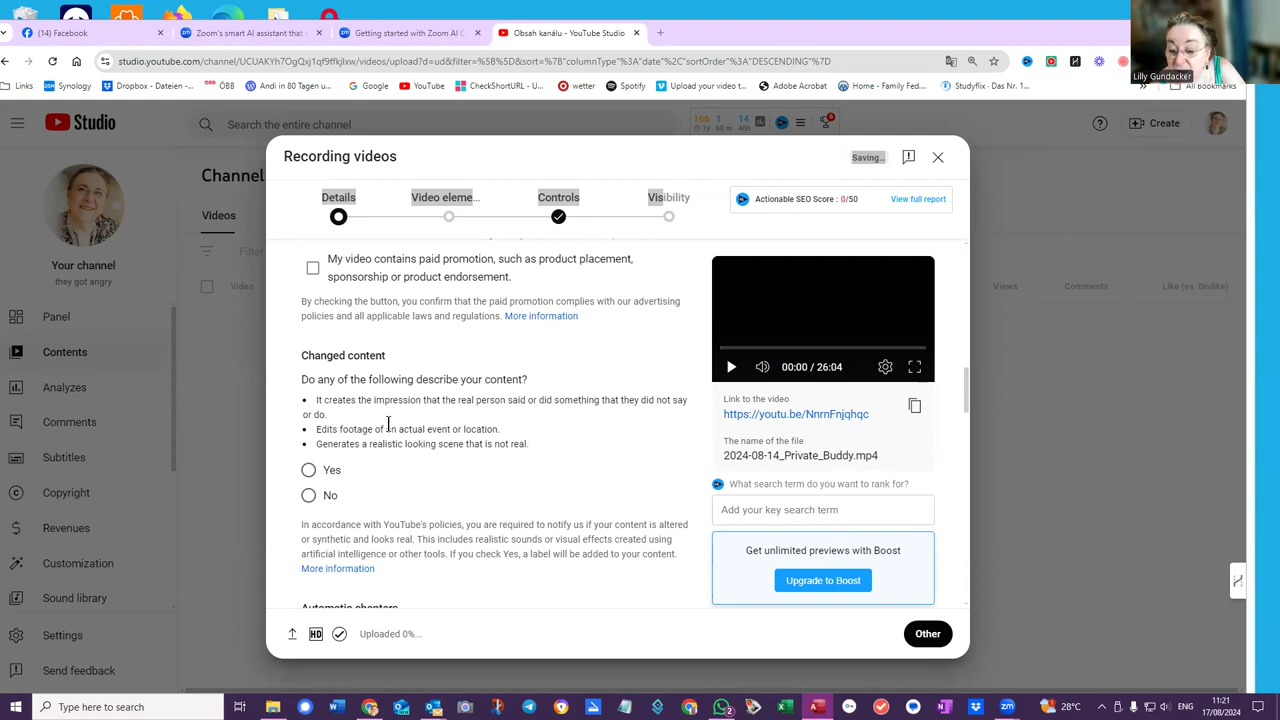 (14) Facebook
Zoom's smart AI assistant that
Getting started with Zoom AI C
Obsah kanálu - YouTube Studio
studio.youtube.com/channel/UCUAKYh7OgQxj1qf9ffkjlxw/videos/upload?d=ud&filter=%5B%5D&sort=%7B"columnType"%3A"date"%2C"sortOrder"%3A"DESCENDING"%7D
Links
Synology
Dropbox - Dateien -...
ÖBB
Andi in 80 Tagen u...
Google
YouTube
CheckShortURL - U...
wetter
Spotify
Upload your video t...
Adobe Acrobat
Home - Family Fed...
Studyflix - Das Nr. 1...
All Bookmarks
Lilly Gundacker
Studio
Search the entire channel
166 1 14
1y 60 m 48h
Create
Your channel
they got angry
Panel
Contents
Analyzes
Comments
Subtitles
Copyright
Revenues
Customization
Sound library
Settings
Send feedback
Channel
Videos
Filter
Video
Views
Comments
Like (vs. Dislike)
Recording videos
Saving...
Details
Video eleme...
Controls
Visibility
Actionable SEO Score : 0/50
View full report
My video contains paid promotion, such as product placement,
sponsorship or product endorsement.
By checking the button, you confirm that the paid promotion complies with our advertising
policies and all applicable laws and regulations. More information
Changed content
Do any of the following describe your content?
• It creates the impression that the real person said or did something that they did not say
or do.
• Edits footage of an actual event or location.
• Generates a realistic looking scene that is not real.
Yes
No
In accordance with YouTube's policies, you are required to notify us if your content is altered
or synthetic and looks real. This includes realistic sounds or visual effects created using
artificial intelligence or other tools. If you check Yes, a label will be added to your content.
More information
Automatic chapters
00:00 / 26:04
Link to the video
https://youtu.be/NnrnFnjqhqc
The name of the file
2024-08-14_Private_Buddy.mp4
What search term do you want to rank for?
Add your key search term
Get unlimited previews with Boost
Upgrade to Boost
HD
Uploaded 0%...
Other
Type here to search
11:21
17/08/2024